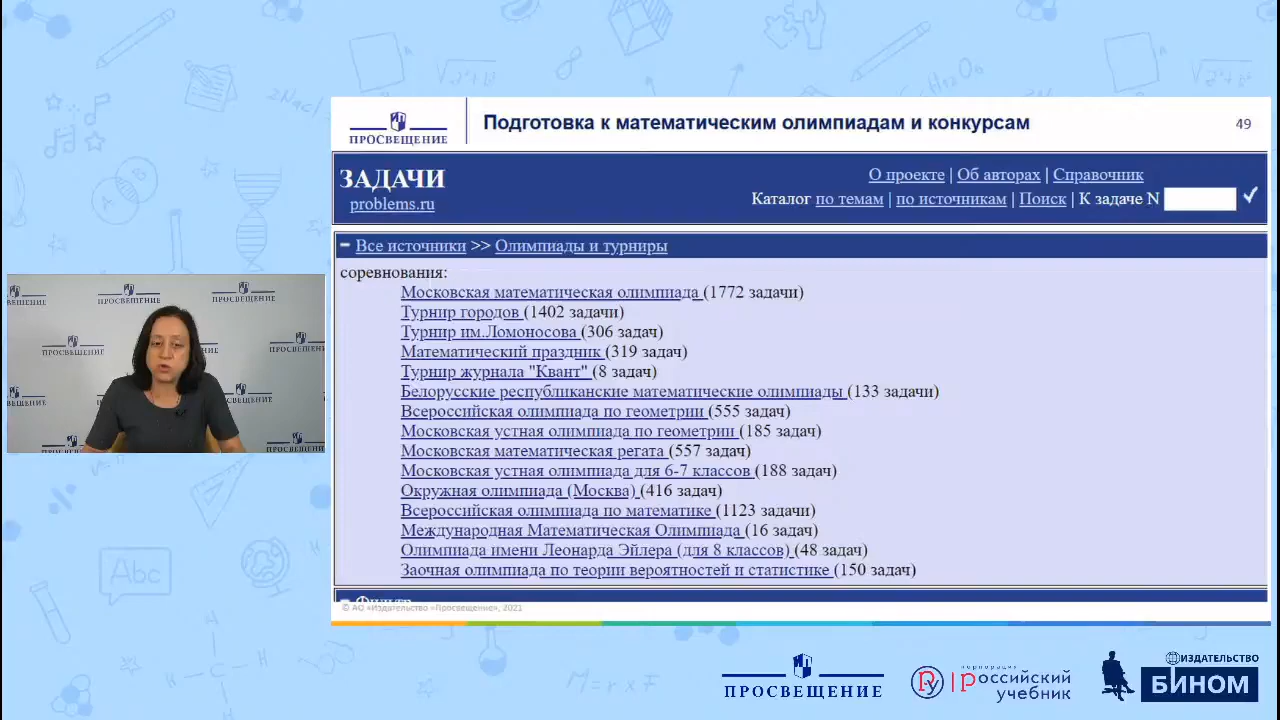 Подготовка к математическим олимпиадам и конкурсам
49
ПРОСВЕЩЕНИЕ
ЗАДАЧИ
problems.ru
О проекте | Об авторах | Справочник
Каталог по темам | по источникам | Поиск | К задаче N
Все источники >> Олимпиады и турниры
соревнования:
Московская математическая олимпиада (1772 задачи)
Турнир городов (1402 задачи)
Турнир им.Ломоносова (306 задач)
Математический праздник (319 задач)
Турнир журнала "Квант" (8 задач)
Белорусские республиканские математические олимпиады (133 задачи)
Всероссийская олимпиада по геометрии (555 задач)
Московская устная олимпиада по геометрии (185 задач)
Московская математическая регата (557 задач)
Московская устная олимпиада для 6-7 классов (188 задач)
Окружная олимпиада (Москва) (416 задач)
Всероссийская олимпиада по математике (1123 задачи)
Международная Математическая Олимпиада (16 задач)
Олимпиада имени Леонарда Эйлера (для 8 классов) (48 задач)
Заочная олимпиада по теории вероятностей и статистике (150 задач)
© АО «Издательство «Просвещение», 2021
ПРОСВЕЩЕНИЕ
ПРОСВЕЩЕНИЕ
ПРОСВЕЩЕНИЕ
Abc
ПРОСВЕЩЕНИЕ
корпорация
Российский
учебник
ИЗДАТЕЛЬСТВО
БИНОМ